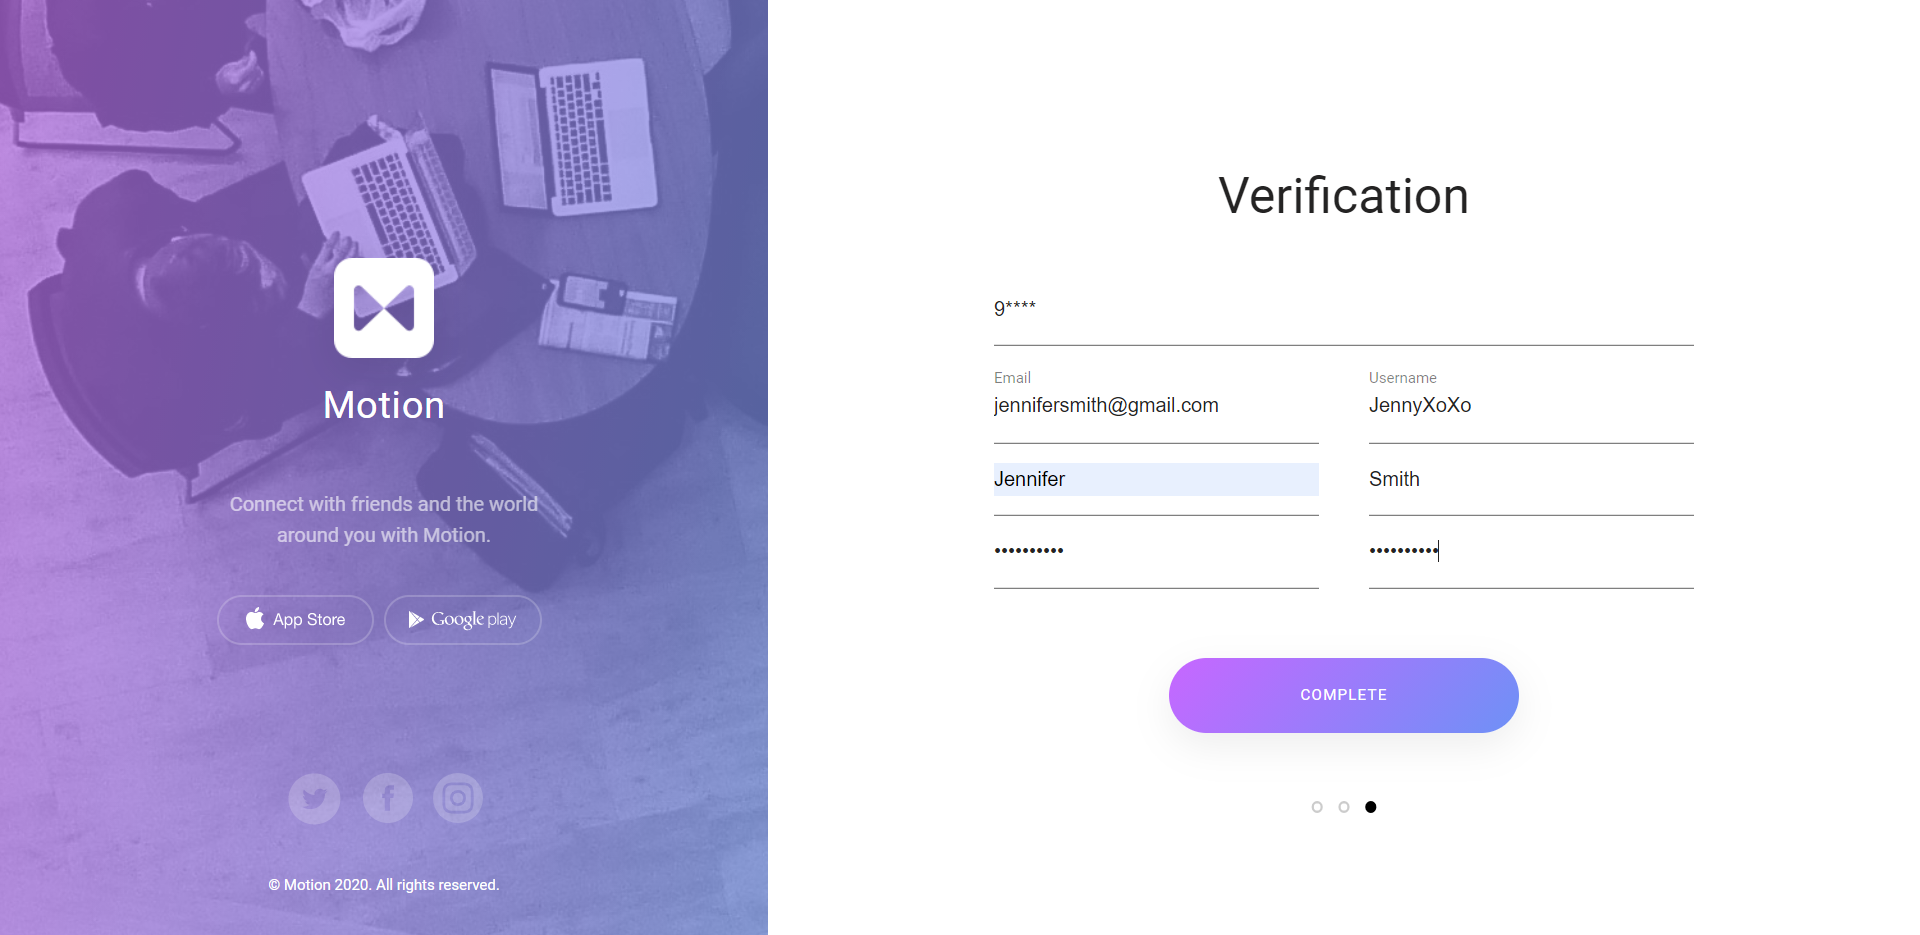 Motion
Connect with friends and the world
around you with Motion.
App Store
Google play
© Motion 2020. All rights reserved.
Verification
9****
Email
jennifersmith@gmail.com
Username
JennyXoXo
Jennifer
Smith
••••••••••
••••••••••
COMPLETE